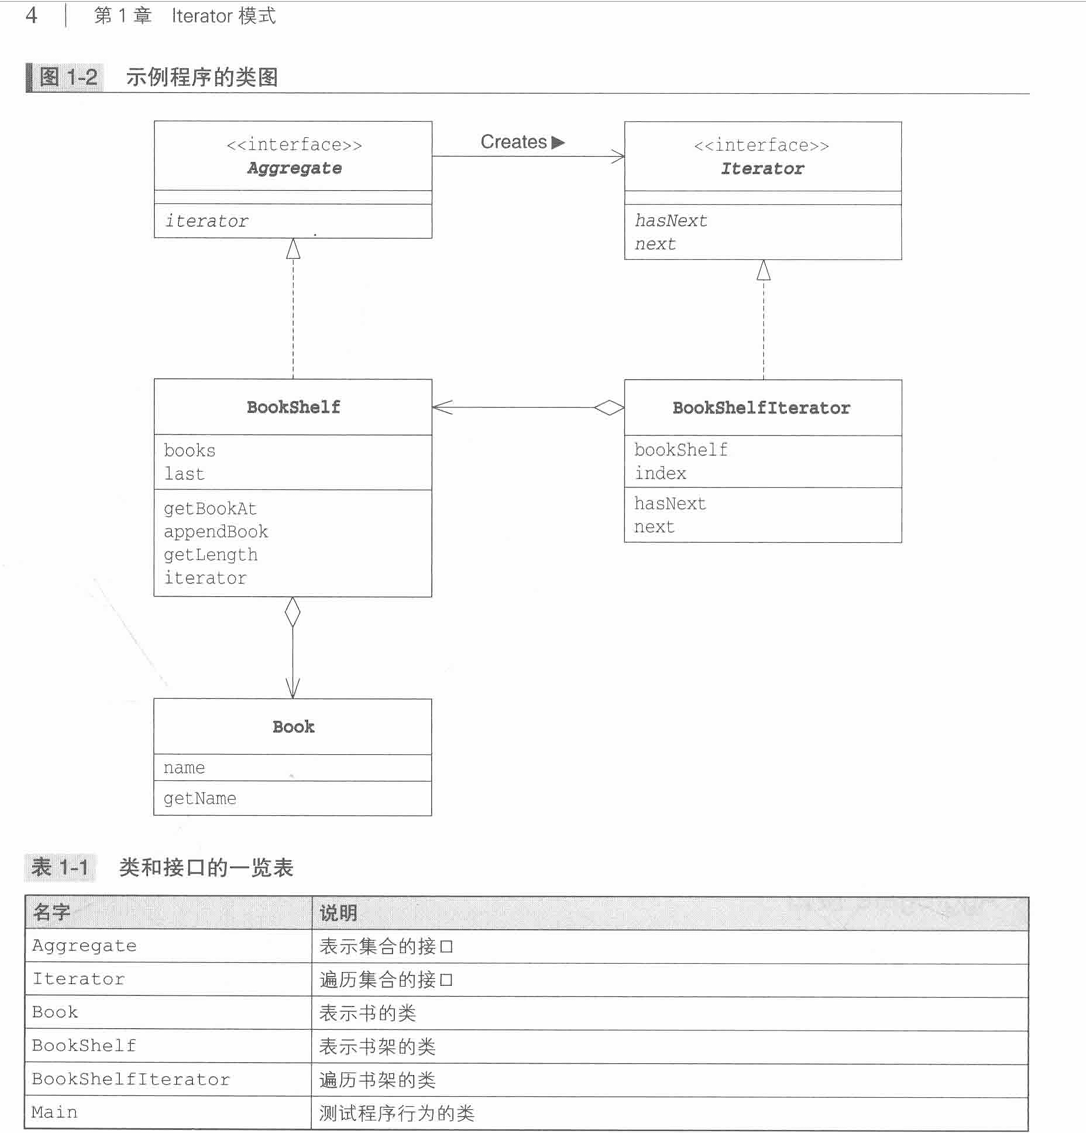 4 | 第 1 章 Iterator 模式
图 1-2 示例程序的类图
<<interface>>
Aggregate
iterator
Creates▶
<<interface>>
Iterator
hasNext
next
BookShelf
books
last
getBookAt
appendBook
getLength
iterator
BookShelfIterator
bookShelf
index
hasNext
next
Book
name
getName
表 1-1 类和接口的一览表
名字 说明
Aggregate 表示集合的接口
Iterator 遍历集合的接口
Book 表示书的类
BookShelf 表示书架的类
BookShelfIterator 遍历书架的类
Main 测试程序行为的类